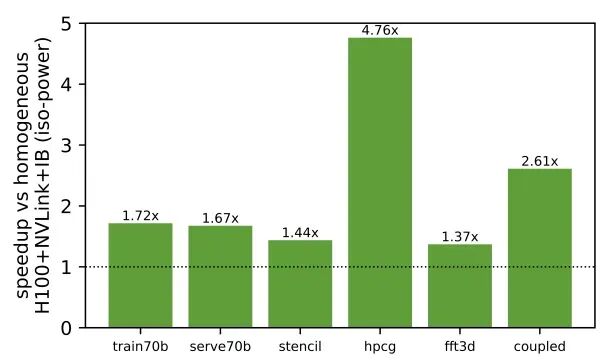 speedup vs homogeneous
H100+NVLink+IB (iso-power)
5
4
3
2
1
0
1.72x
1.67x
1.44x
4.76x
1.37x
2.61x
train70b
serve70b
stencil
hpcg
fft3d
coupled